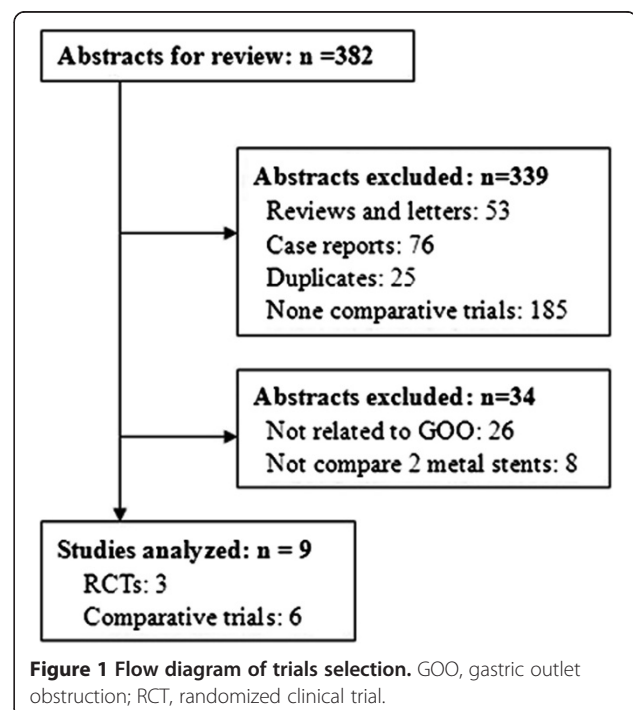 Abstracts for review: n =382
Abstracts excluded: n=339
Reviews and letters: 53
Case reports: 76
Duplicates: 25
None comparative trials: 185
Abstracts excluded: n=34
Not related to GOO: 26
Not compare 2 metal stents: 8
Studies analyzed: n = 9
RCTs: 3
Comparative trials: 6
Figure 1 Flow diagram of trials selection. GOO, gastric outlet
obstruction; RCT, randomized clinical trial.